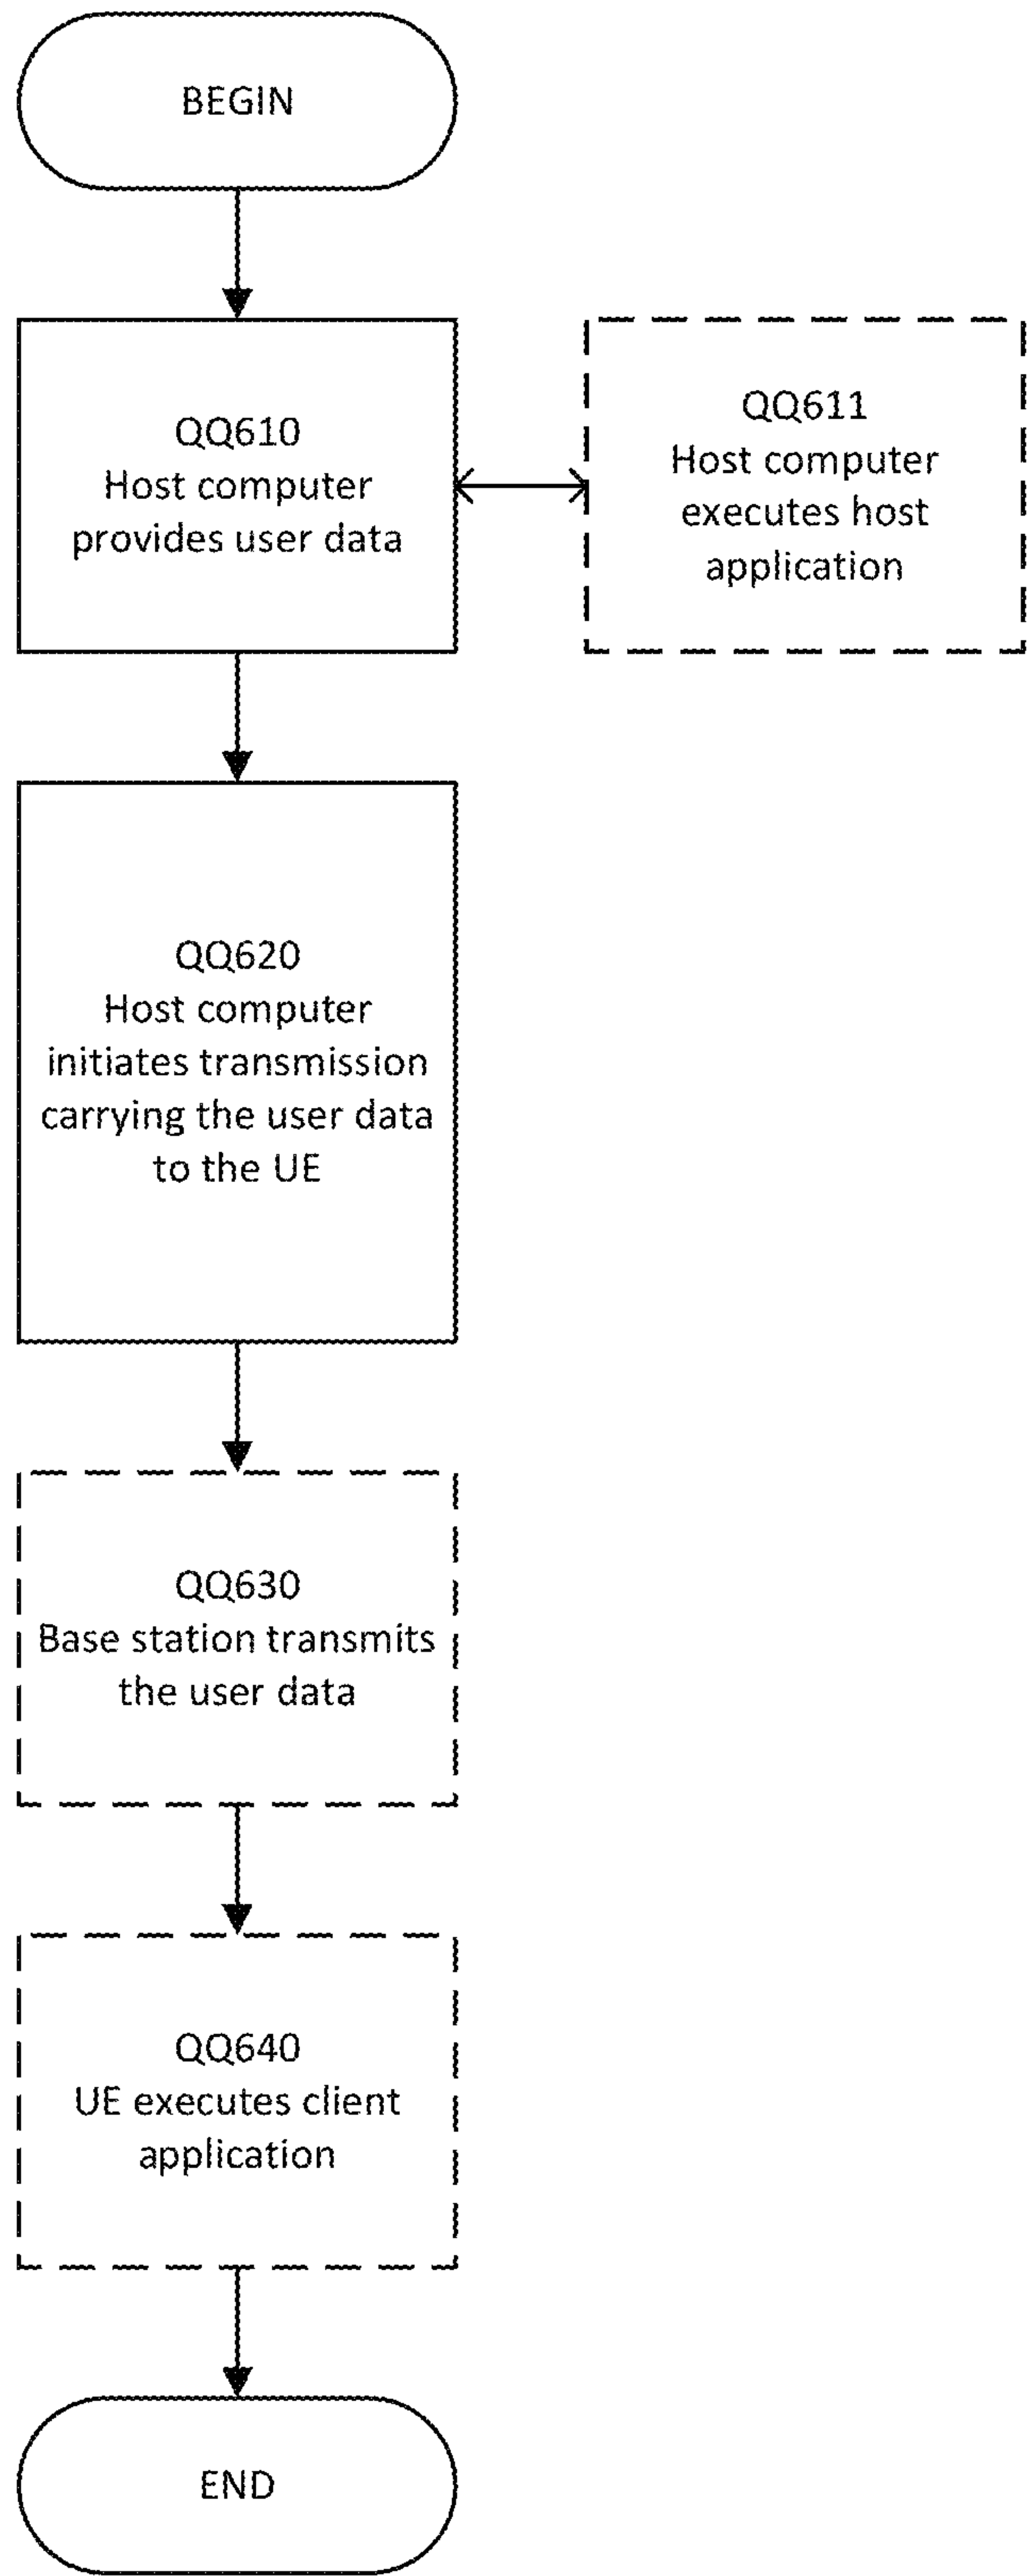 BEGIN
QQ610
Host computer
provides user data
QQ611
Host computer
executes host
application
QQ620
Host computer
initiates transmission
carrying the user data
to the UE
QQ630
Base station transmits
the user data
QQ640
UE executes client
application
END